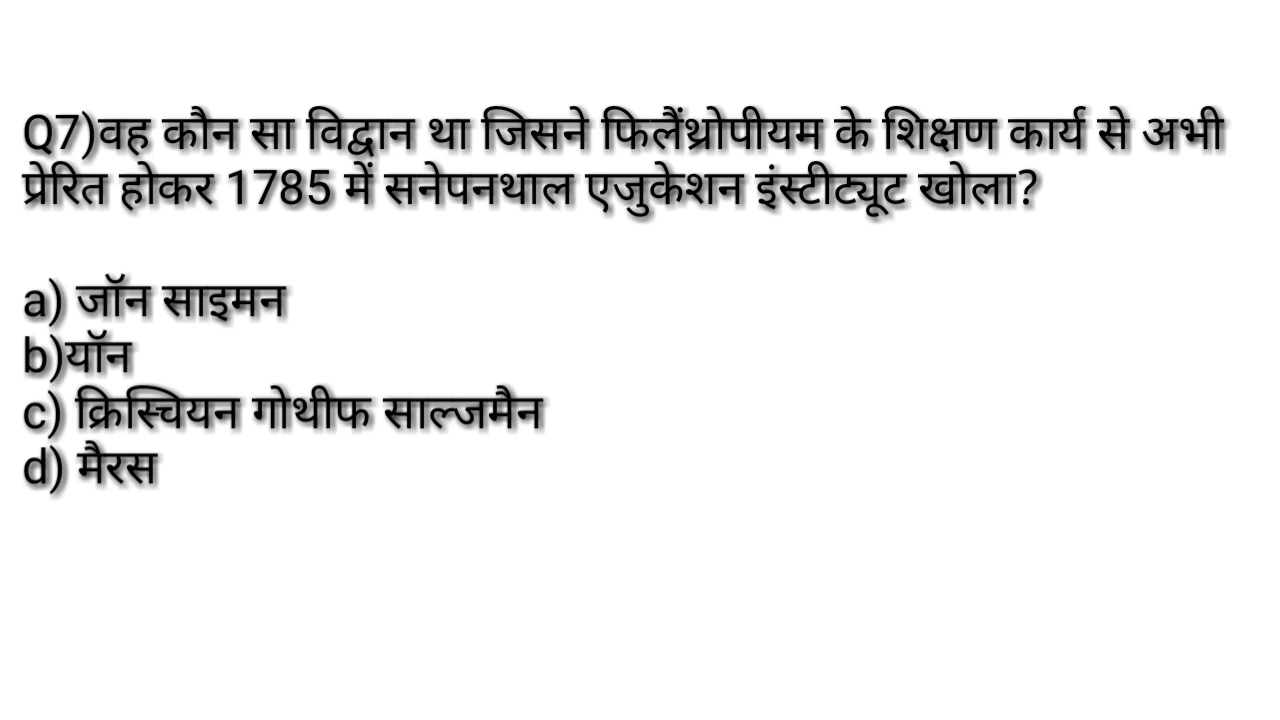 Q7)वह कौन सा विद्वान था जिसने फिलैंथ्रोपीयम के शिक्षण कार्य से अभी
प्रेरित होकर 1785 में सनेपनथाल एजुकेशन इंस्टीट्यूट खोला?
a) जॉन साइमन
b)यॉन
c) क्रिस्चियन गोथीफ साल्जमैन
d) मैरस